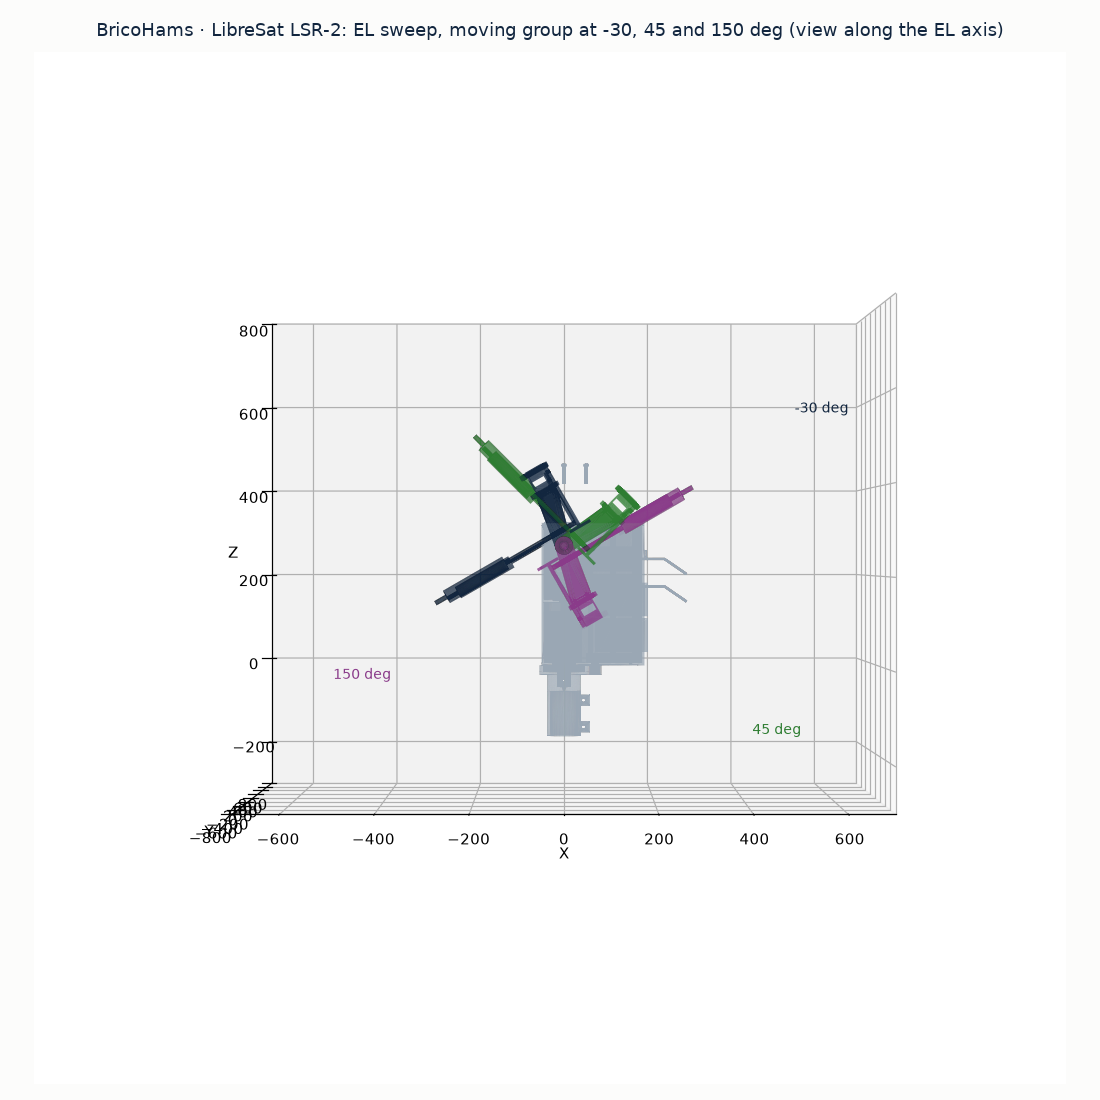 BricoHams · LibreSat LSR-2: EL sweep, moving group at -30, 45 and 150 deg (view along the EL axis)
800
600
-30 deg
400
Z
200
0
150 deg
45 deg
−200
−800
−600
−400
−200
0
200
400
600
X